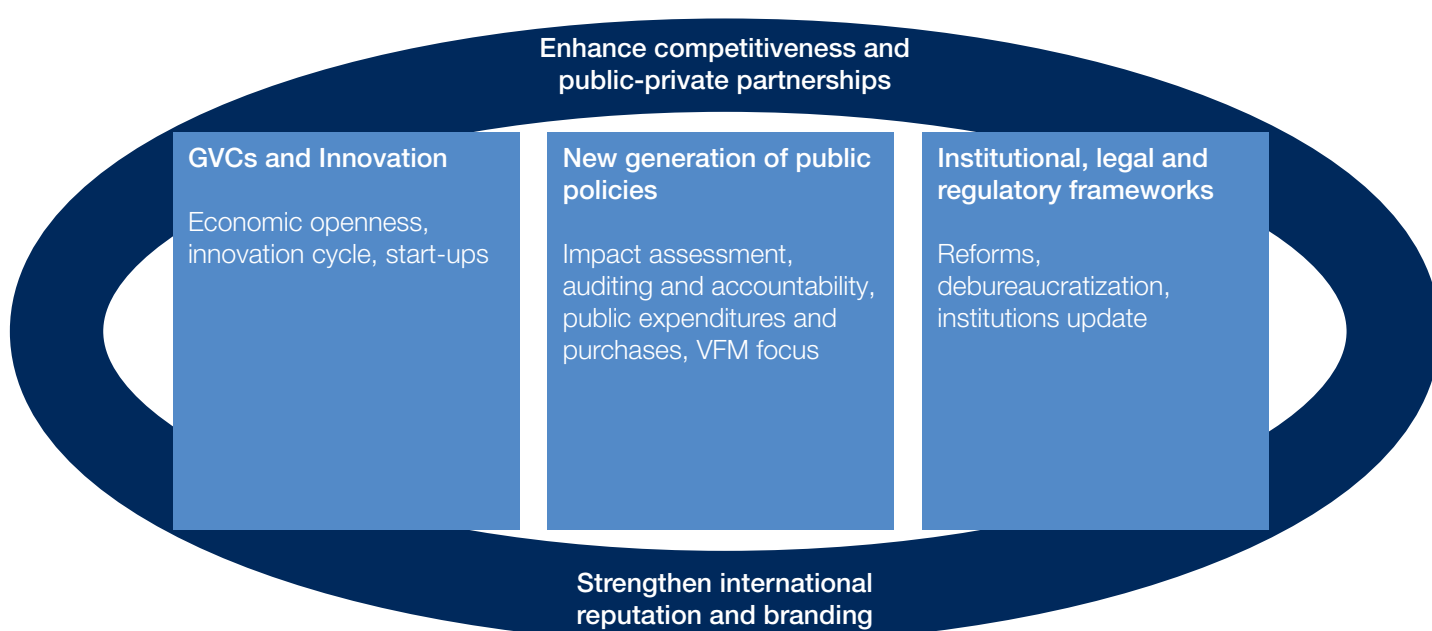 Enhance competitiveness and
public-private partnerships
GVCs and Innovation
Economic openness,
innovation cycle, start-ups
New generation of public
policies
Impact assessment,
auditing and accountability,
public expenditures and
purchases, VFM focus
Institutional, legal and
regulatory frameworks
Reforms,
debureaucratization,
institutions update
Strengthen international
reputation and branding